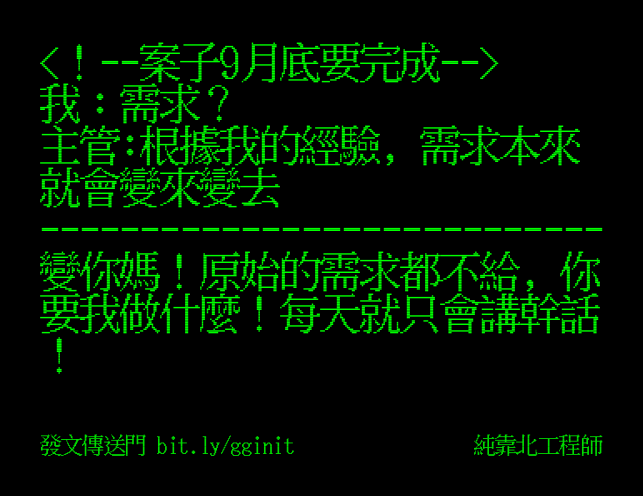 <！--案子9月底要完成-->
我：需求？
主管:根據我的經驗，需求本來
就會變來變去
-----------------------------
變你媽！原始的需求都不給，你
要我做什麼！每天就只會講幹話
！
發文傳送門 bit.ly/gginit
純靠北工程師